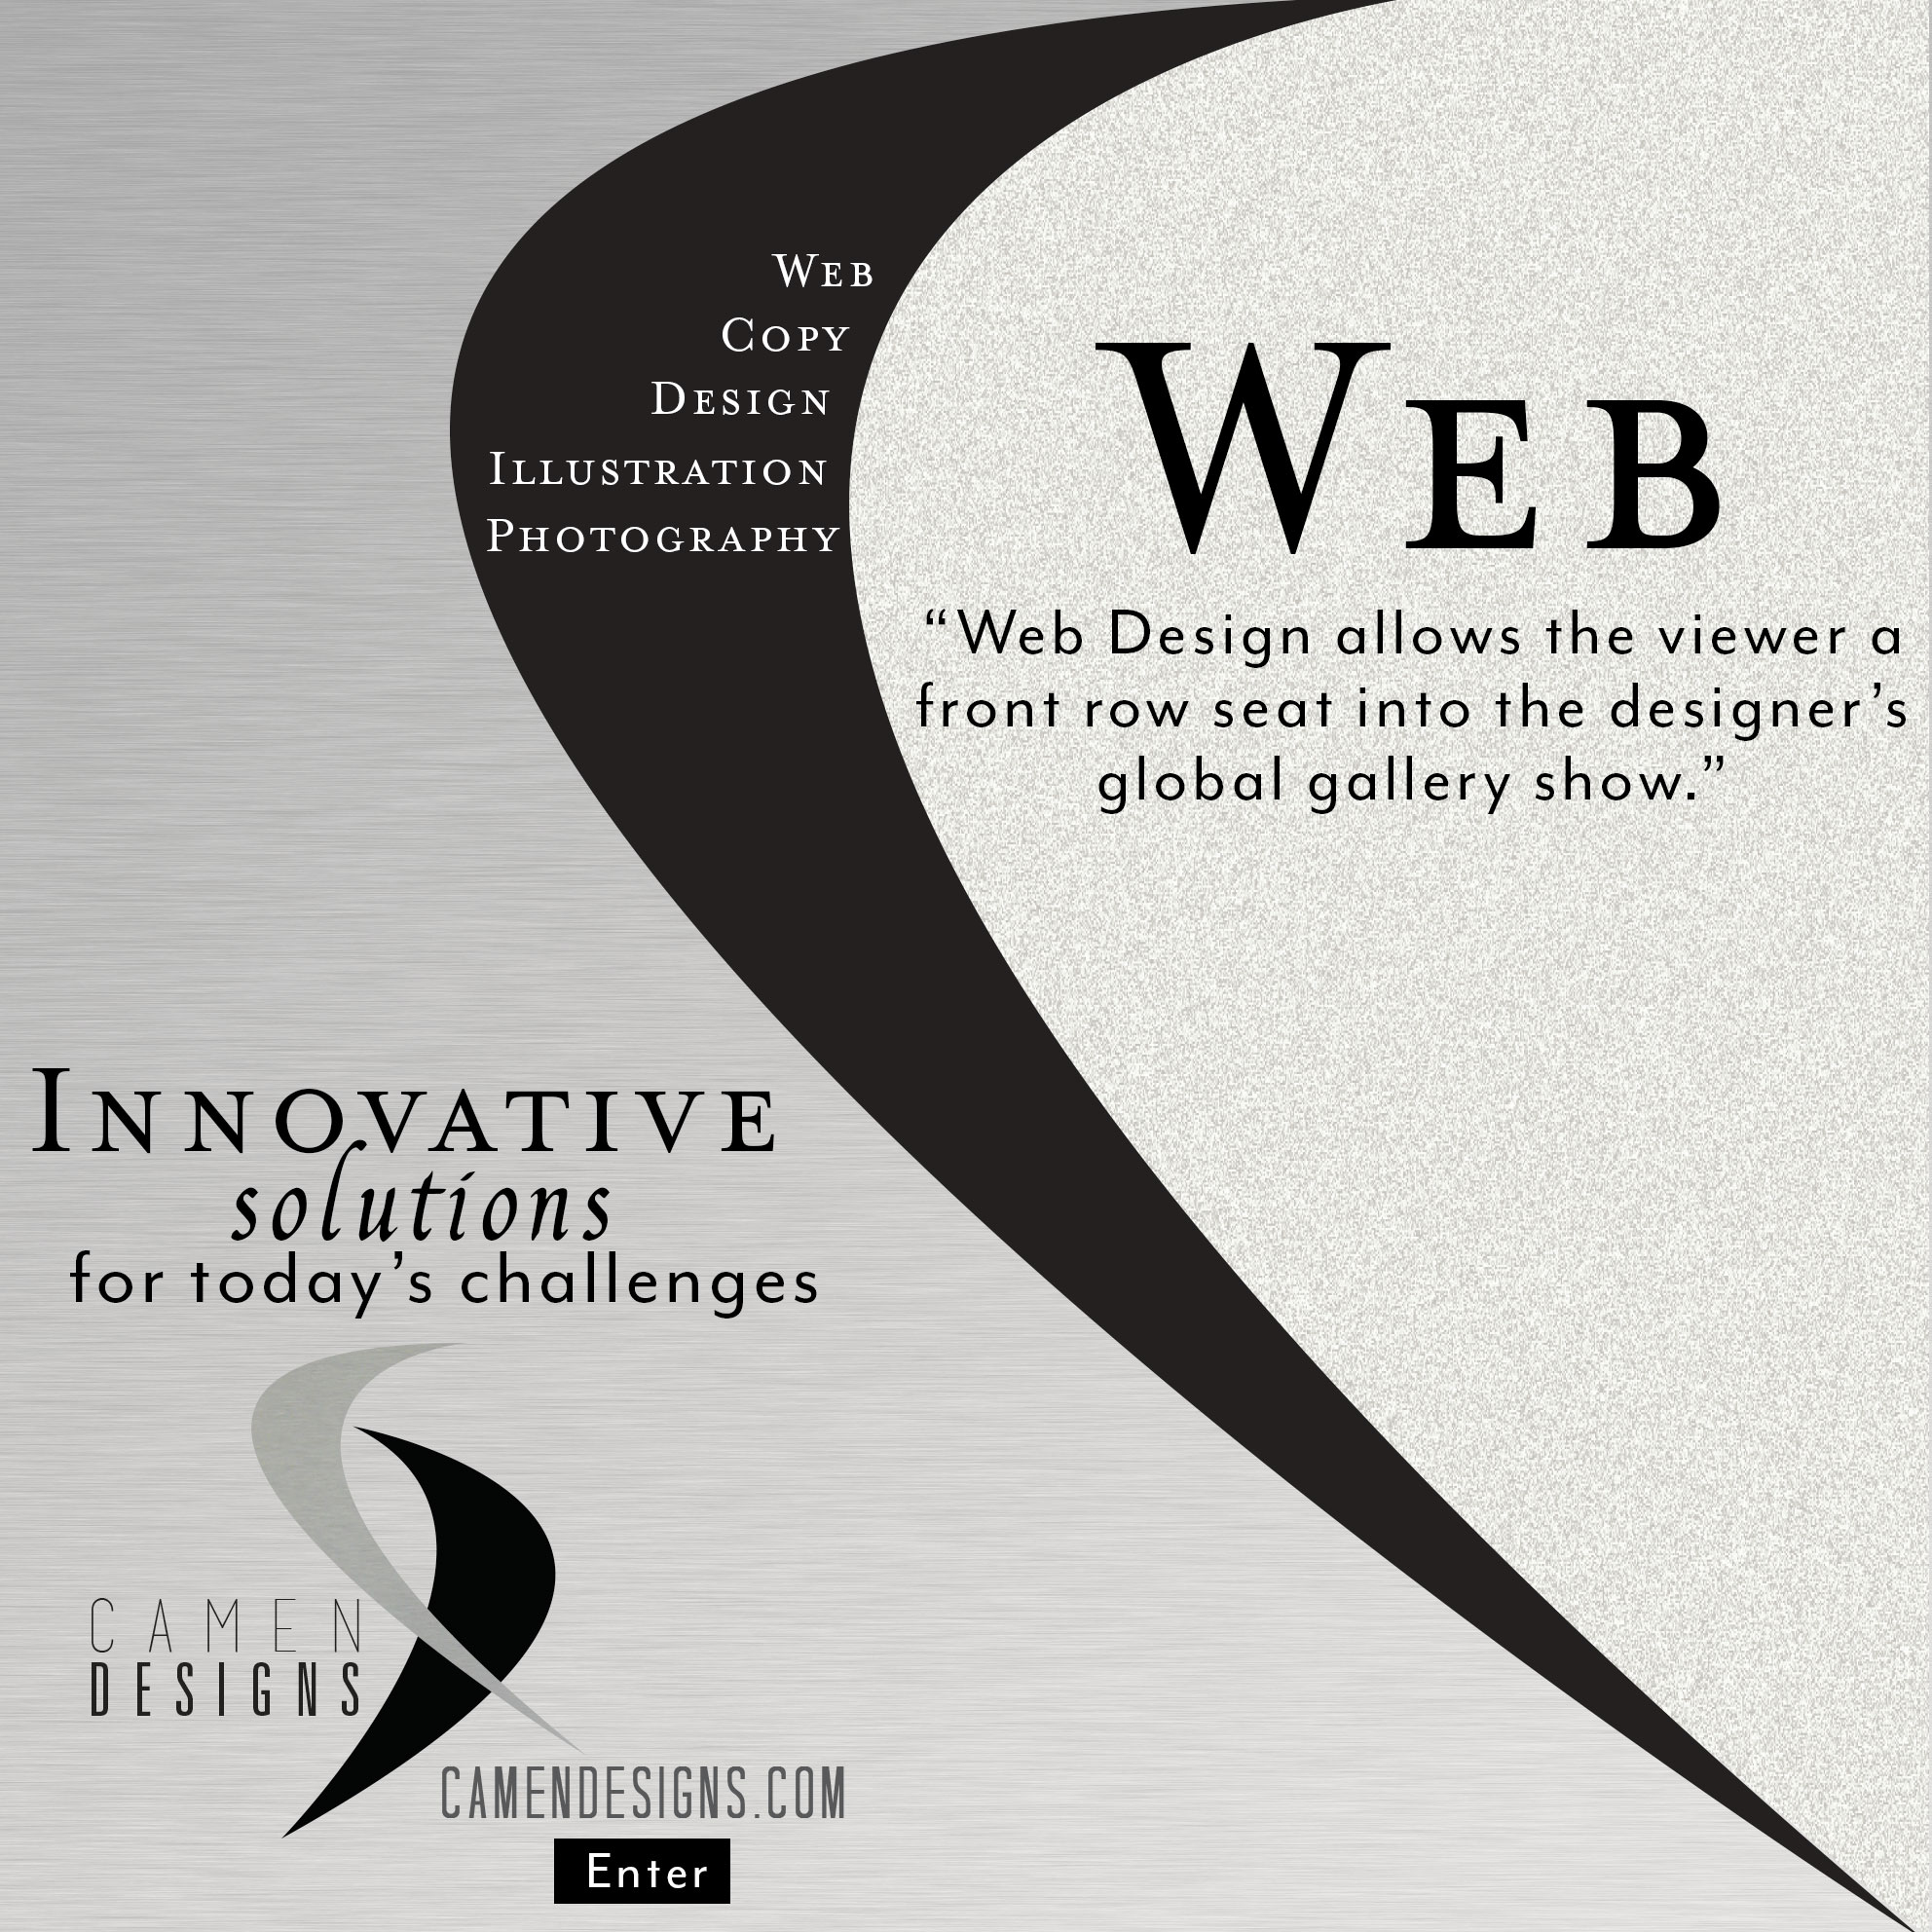 Web
Copy
Design
Illustration
Photography
Web
“Web Design allows the viewer a
front row seat into the designer’s
global gallery show.”
Innovative
solutions
for today’s challenges
CAMEN
DESIGNS
CAMENDESIGNS.COM
Enter